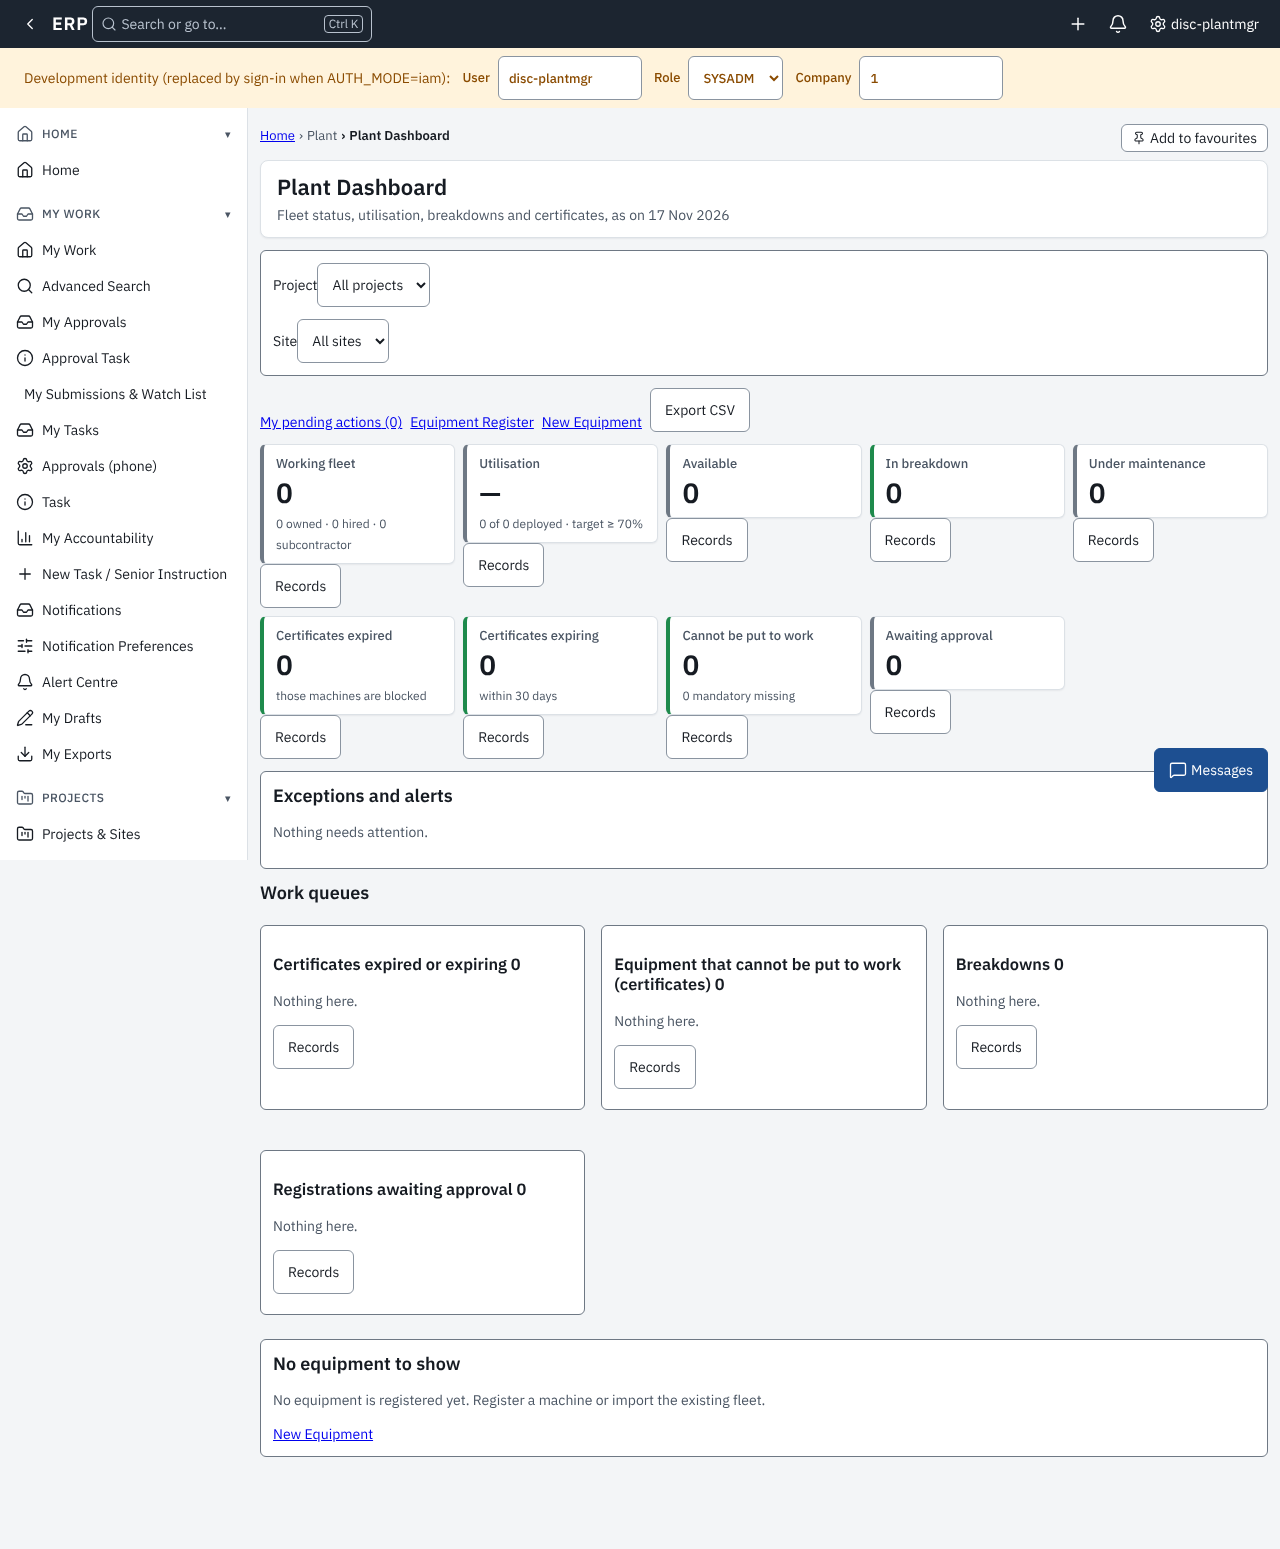 ERP
Search or go to...
Ctrl K
disc-plantmgr
Development identity (replaced by sign-in when AUTH_MODE=iam):
User
disc-plantmgr
Role
SYSADM
Company
1
HOME
Home
MY WORK
My Work
Advanced Search
My Approvals
Approval Task
My Submissions & Watch List
My Tasks
Approvals (phone)
Task
My Accountability
New Task / Senior Instruction
Notifications
Notification Preferences
Alert Centre
My Drafts
My Exports
PROJECTS
Projects & Sites
Home › Plant › Plant Dashboard
Add to favourites
Plant Dashboard
Fleet status, utilisation, breakdowns and certificates, as on 17 Nov 2026
Project
All projects
Site
All sites
My pending actions (0)
Equipment Register
New Equipment
Export CSV
Working fleet
0
0 owned · 0 hired · 0
subcontractor
Records
Utilisation
—
0 of 0 deployed · target ≥ 70%
Records
Available
0
Records
In breakdown
0
Records
Under maintenance
0
Records
Certificates expired
0
those machines are blocked
Records
Certificates expiring
0
within 30 days
Records
Cannot be put to work
0
0 mandatory missing
Records
Awaiting approval
0
Records
Messages
Exceptions and alerts
Nothing needs attention.
Work queues
Certificates expired or expiring 0
Nothing here.
Records
Equipment that cannot be put to work
(certificates) 0
Nothing here.
Records
Breakdowns 0
Nothing here.
Records
Registrations awaiting approval 0
Nothing here.
Records
No equipment to show
No equipment is registered yet. Register a machine or import the existing fleet.
New Equipment